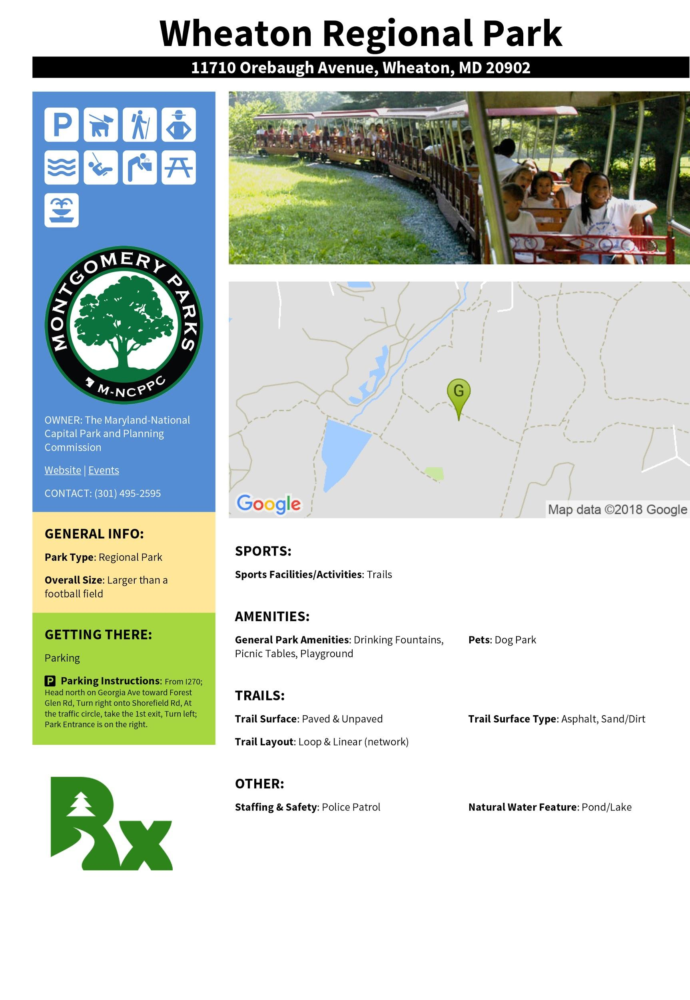 Wheaton Regional Park
11710 Orebaugh Avenue, Wheaton, MD 20902
P
MONTGOMERY PARKS
M-NCPPC
OWNER: The Maryland-National
Capital Park and Planning
Commission
Website | Events
CONTACT: (301) 495-2595
GENERAL INFO:
Park Type: Regional Park
Overall Size: Larger than a
football field
GETTING THERE:
Parking
P Parking Instructions: From I270;
Head north on Georgia Ave toward Forest
Glen Rd, Turn right onto Shorefield Rd, At
the traffic circle, take the 1st exit, Turn left;
Park Entrance is on the right.
Rx
G
Google
Map data ©2018 Google
SPORTS:
Sports Facilities/Activities: Trails
AMENITIES:
General Park Amenities: Drinking Fountains,
Picnic Tables, Playground
Pets: Dog Park
TRAILS:
Trail Surface: Paved & Unpaved
Trail Surface Type: Asphalt, Sand/Dirt
Trail Layout: Loop & Linear (network)
OTHER:
Staffing & Safety: Police Patrol
Natural Water Feature: Pond/Lake